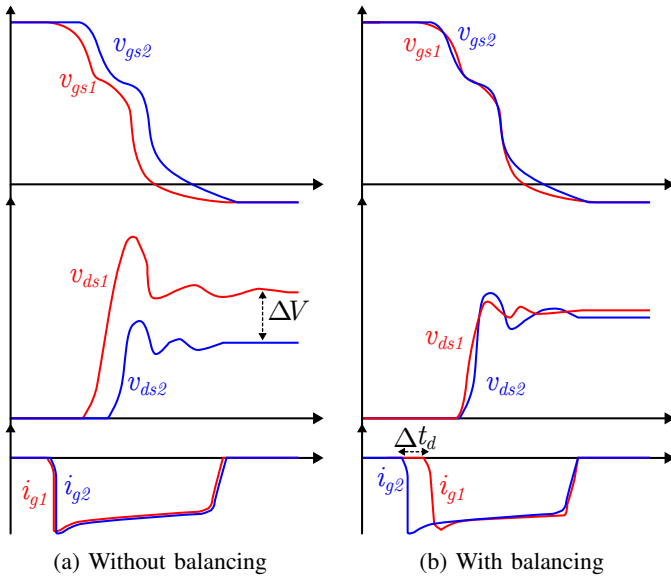 v_gs2
v_gs1
v_gs2
v_gs1
v_ds1
ΔV
v_ds2
v_ds1
v_ds2
Δt_d
i_g1
i_g2
i_g2
i_g1
(a) Without balancing
(b) With balancing